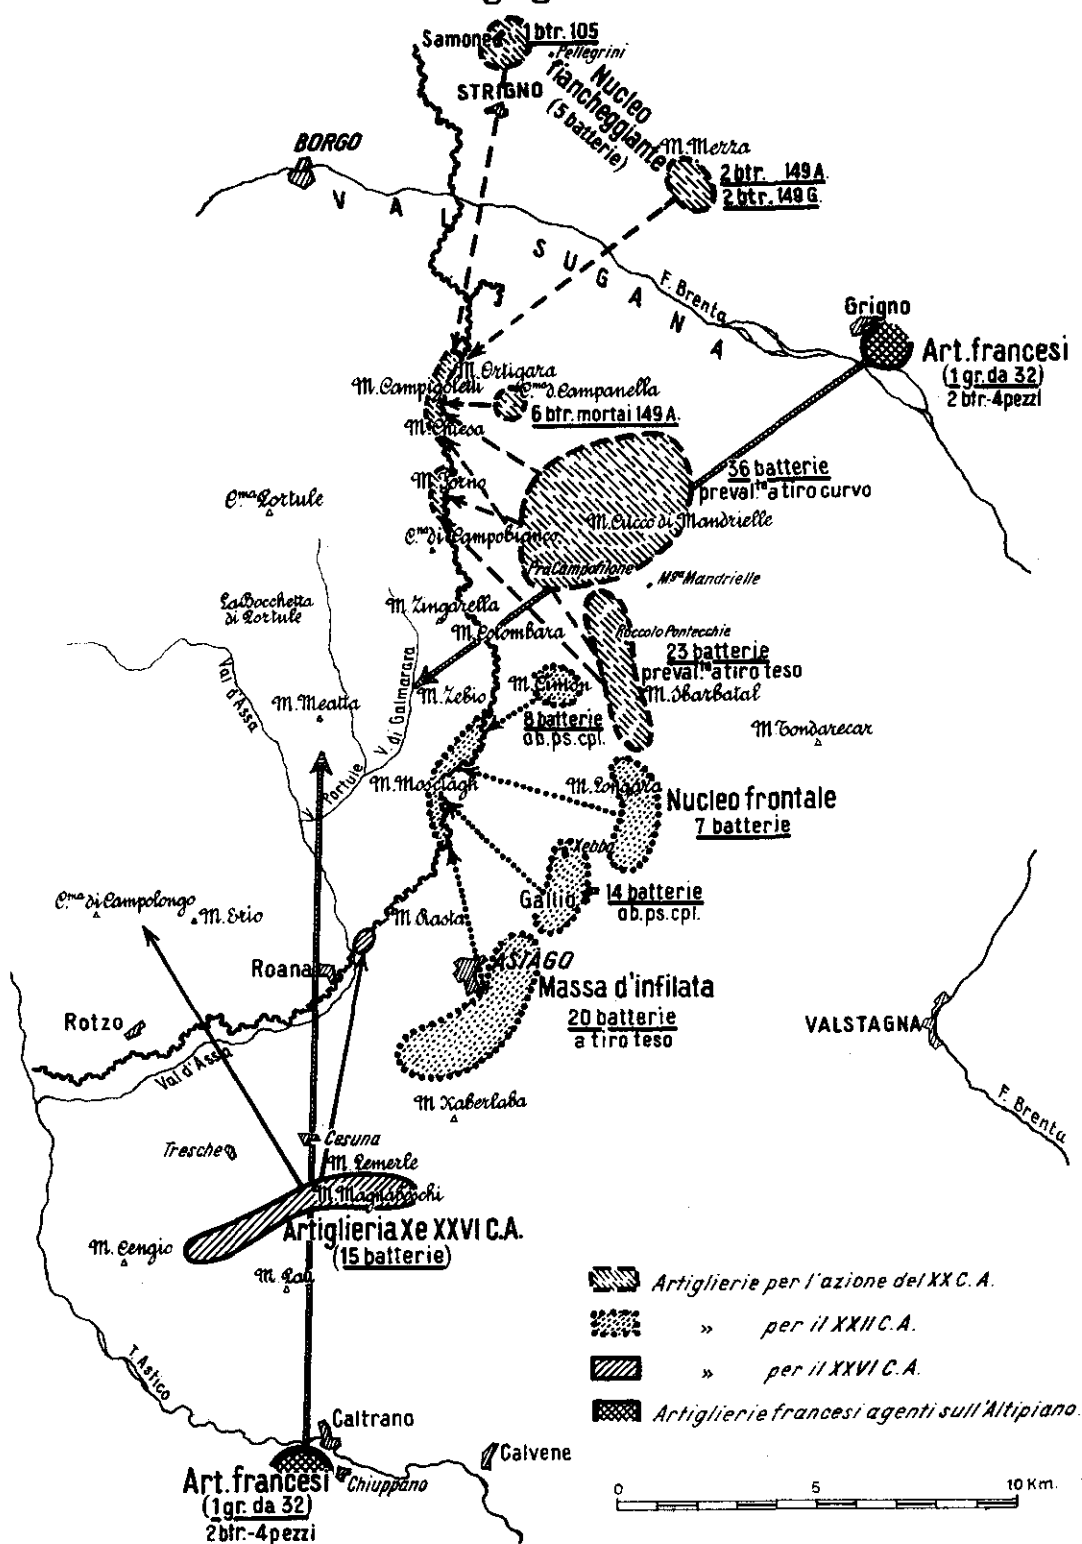 Samone
1 btr. 105
Pellegrini
STRIGNO
Nucleo
fiancheggiante
(5 batterie)
BORGO
M. Merza
2 btr. 149 A.
2 btr. 149 G.
VAL SUGANA
F. Brenta
Grigno
Art. francesi
(1 gr. da 32)
2 btr.-4 pezzi
M. Ortigara
M. Campigoletti
C.ma d. Campanella
6 btr. mortai 149 A.
M. Chiesa
36 batterie
preval.te a tiro curvo
M. Forno
C.ma Portule
M. Cucco di Mandrielle
C.ma di Campobianco
Pra Campofilone
M.ga Mandrielle
La Bocchetta
di Portule
M. Zingarella
M. Colombara
Roccolo Pontecchie
23 batterie
preval.te a tiro teso
M. Sbarbatal
Val d'Assa
V. di Galmarara
M. Zebio
M. Cimon
8 batterie
ob. ps. cpl.
M. Meatta
M. Tondarecar
V. Portule
M. Mosciagh
M. Longara
Nucleo frontale
7 batterie
Xebbo
Gallio
14 batterie
ob. ps. cpl.
C.ma di Campolongo
M. Erio
M. Rasta
Roana
ASIAGO
Massa d'infilata
20 batterie
a tiro teso
Rotzo
VALSTAGNA
Val d'Assa
M. Kaberlaba
F. Brenta
Cesuna
Tresche
M. Lemerle
M. Magnaboschi
Artiglieria X e XXVI C.A.
(15 batterie)
M. Cengio
M. Pau
Artiglierie per l'azione del XX C.A.
» per il XXII C.A.
» per il XXVI C.A.
Artiglierie francesi agenti sull'Altipiano.
T. Astico
Caltrano
Calvene
Chiuppano
Art. francesi
(1 gr. da 32)
2 btr.-4 pezzi
0 5 10 Km.